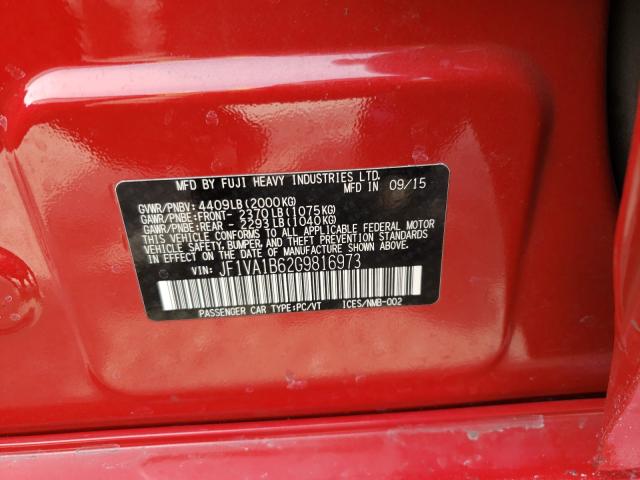 MFD BY FUJI HEAVY INDUSTRIES LTD.
MFD IN 09/15
GVWR/PNBV: 4409LB(2000KG)
GAWR/PNBE:FRONT- 2370LB(1075KG)
GAWR/PNBE:REAR - 2293LB(1040KG)
THIS VEHICLE CONFORMS TO ALL APPLICABLE FEDERAL MOTOR
VEHICLE SAFETY, BUMPER, AND THEFT PREVENTION STANDARDS
IN EFFECT ON THE DATE OF MANUFACTURE SHOWN ABOVE.
VIN: JF1VA1B62G9816973
PASSENGER CAR TYPE:PC/VT ICES/NMB-002